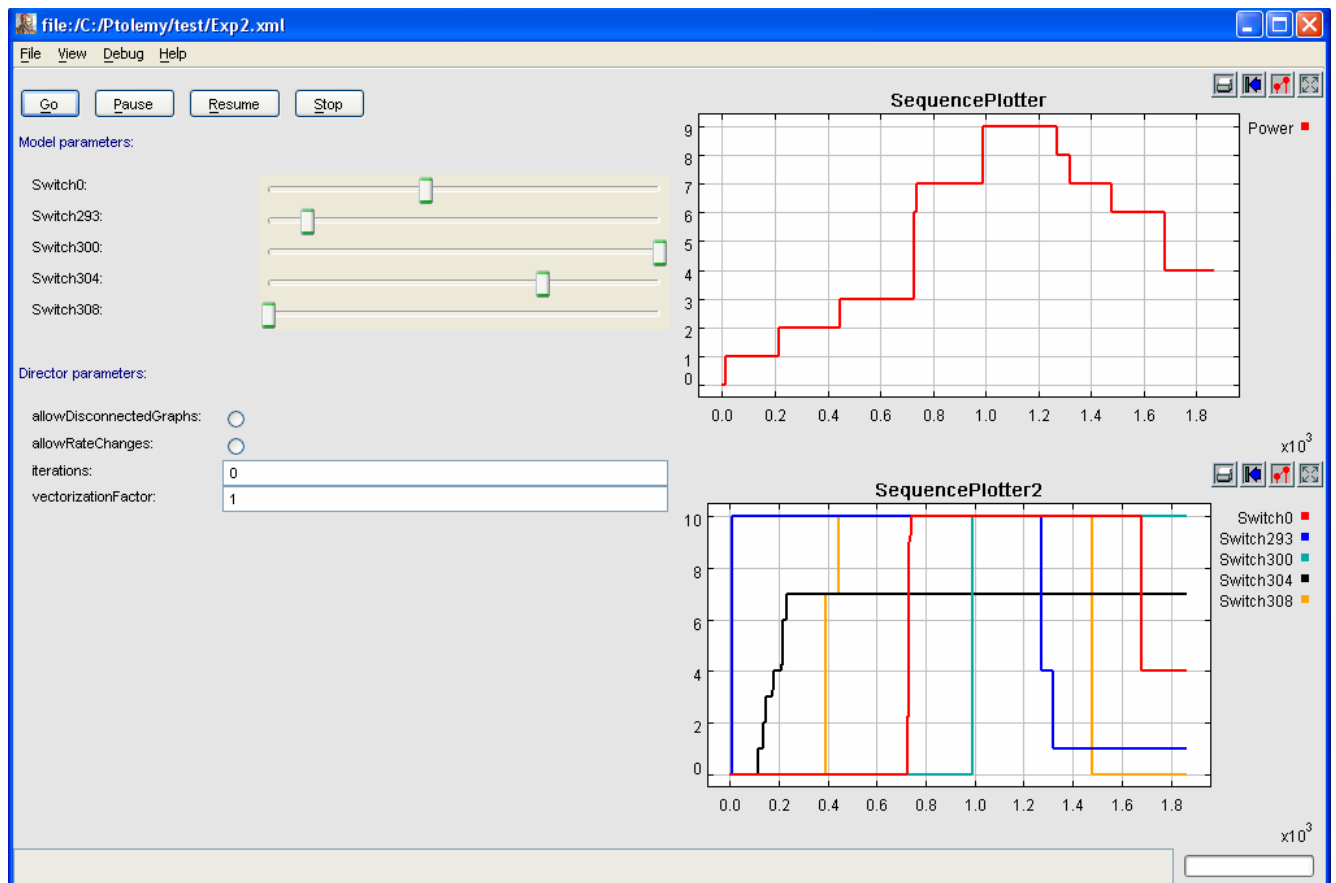 file:/C:/Ptolemy/test/Exp2.xml
File View Debug Help
Go Pause Resume Stop
Model parameters:
Switch0:
Switch293:
Switch300:
Switch304:
Switch308:
Director parameters:
allowDisconnectedGraphs:
allowRateChanges:
iterations: 0
vectorizationFactor: 1
SequencePlotter
Power
9
8
7
6
5
4
3
2
1
0
0.0 0.2 0.4 0.6 0.8 1.0 1.2 1.4 1.6 1.8
x10^3
SequencePlotter2
Switch0
Switch293
Switch300
Switch304
Switch308
10
8
6
4
2
0
0.0 0.2 0.4 0.6 0.8 1.0 1.2 1.4 1.6 1.8
x10^3